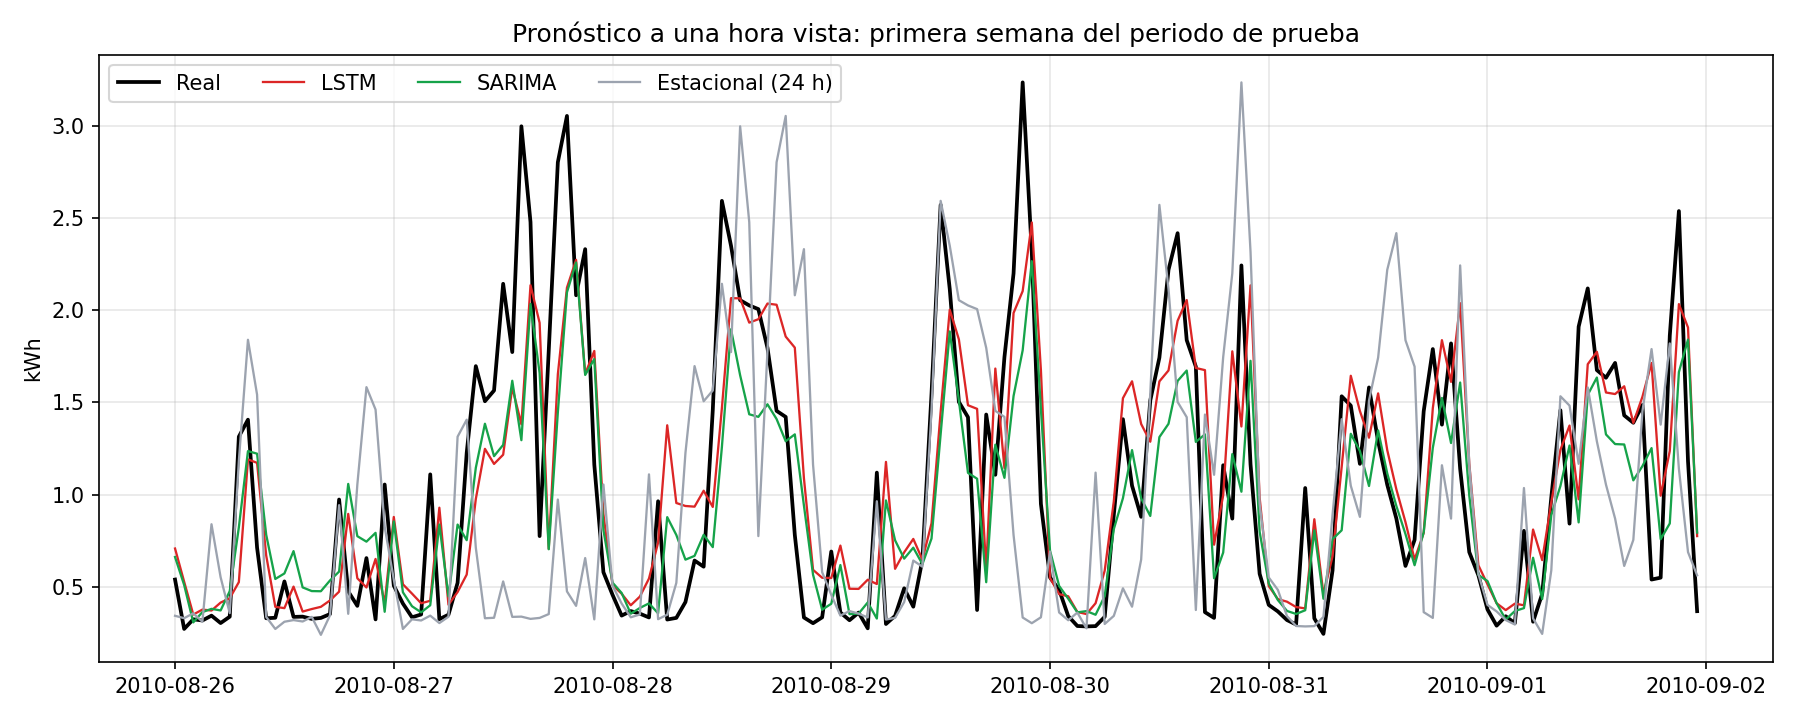 Pronóstico a una hora vista: primera semana del periodo de prueba
Real LSTM SARIMA Estacional (24 h)
kWh
3.0
2.5
2.0
1.5
1.0
0.5
2010-08-26 2010-08-27 2010-08-28 2010-08-29 2010-08-30 2010-08-31 2010-09-01 2010-09-02